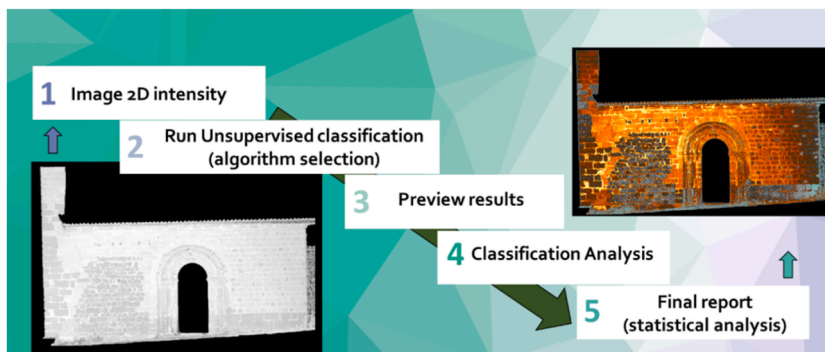 1 Image 2D intensity
2 Run Unsupervised classification
(algorithm selection)
3 Preview results
4 Classification Analysis
5 Final report
(statistical analysis)